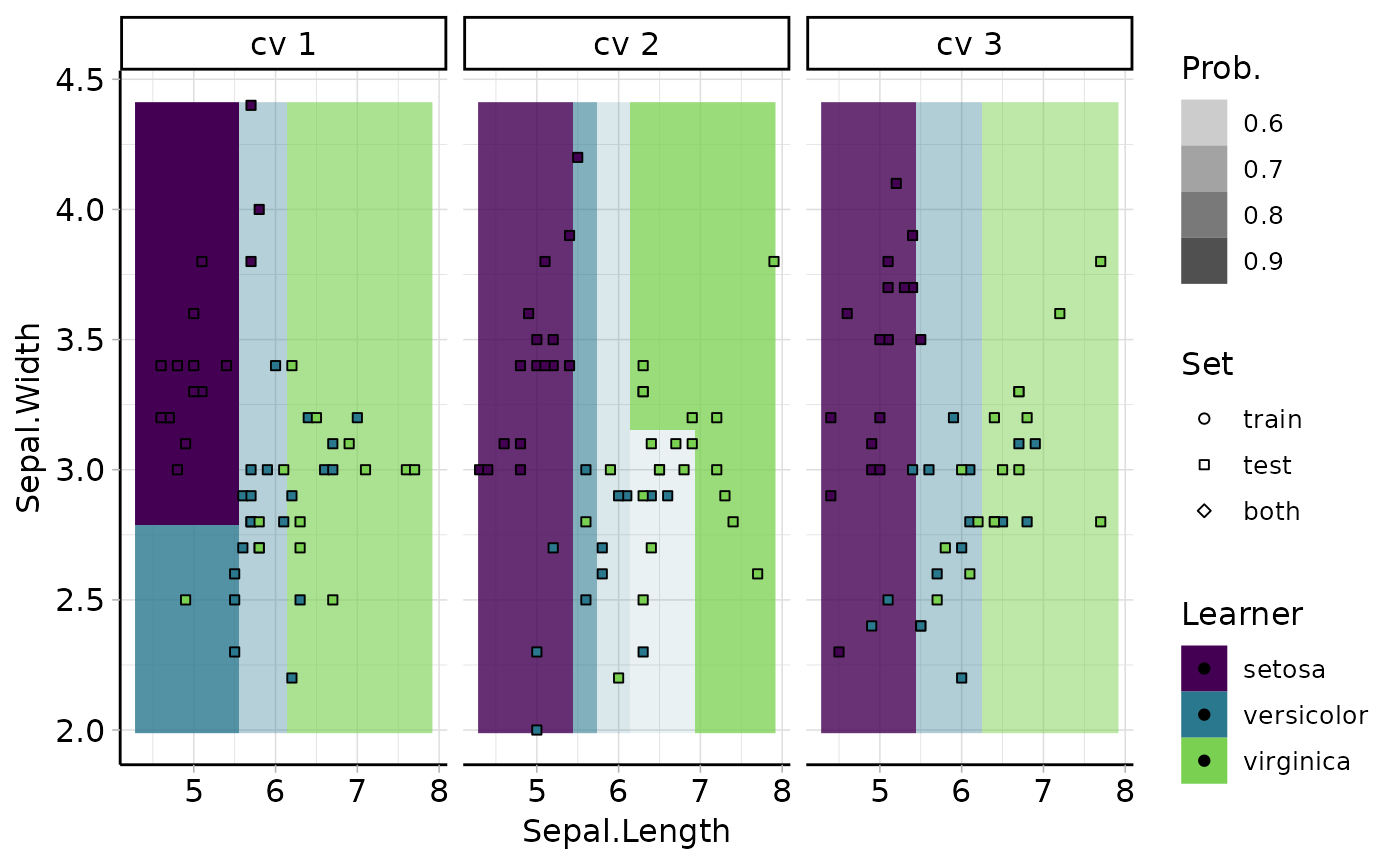 cv 1
cv 2
cv 3
4.5
4.0
3.5
3.0
2.5
2.0
Sepal.Width
5 6 7 8
5 6 7 8
5 6 7 8
Sepal.Length
Prob.
0.6
0.7
0.8
0.9
Set
train
test
both
Learner
setosa
versicolor
virginica